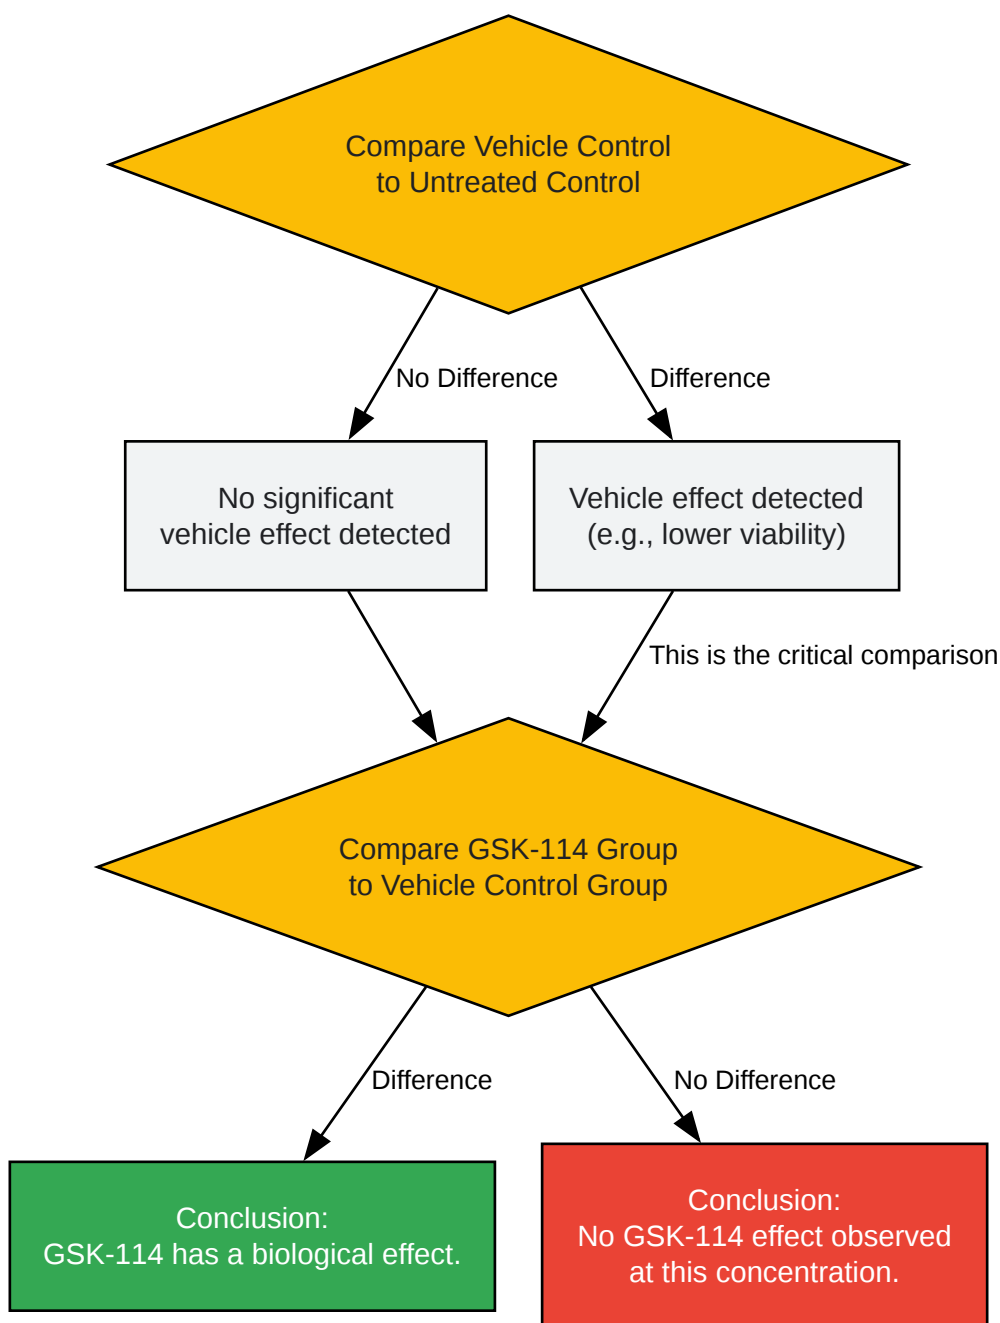 Compare Vehicle Control
to Untreated Control
No Difference
Difference
No significant
vehicle effect detected
Vehicle effect detected
(e.g., lower viability)
This is the critical comparison
Compare GSK-114 Group
to Vehicle Control Group
Difference
No Difference
Conclusion:
GSK-114 has a biological effect.
Conclusion:
No GSK-114 effect observed
at this concentration.